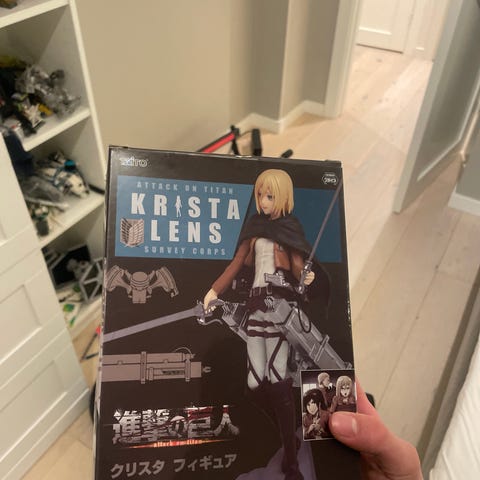 TAITO
ATTACK ON TITAN
KRISTA
LENS
SURVEY CORPS
進撃の巨人
attack on titan
クリスタ フィギュア